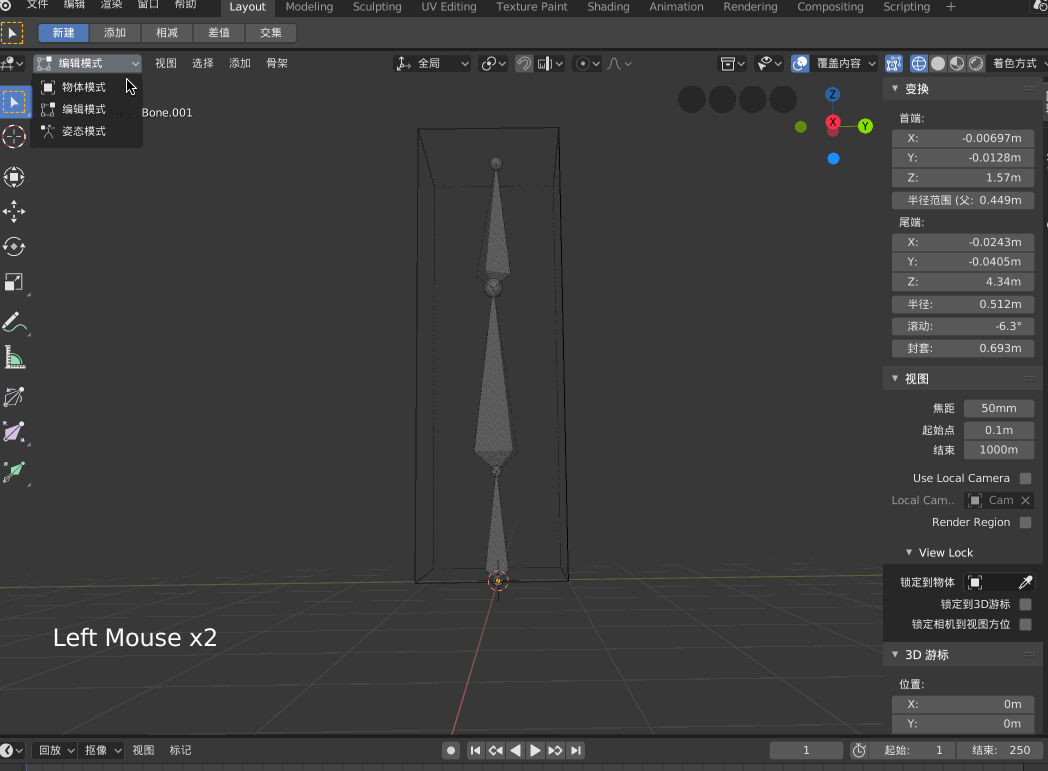 文件 编辑 渲染 窗口 帮助 Layout Modeling Sculpting UV Editing Texture Paint Shading Animation Rendering Compositing Scripting +
新建 添加 相减 差值 交集
编辑模式 视图 选择 添加 骨架 全局 覆盖内容 着色方式
物体模式
编辑模式
姿态模式
Bone.001
Z
X
Y
变换
首端:
X: -0.00697m
Y: -0.0128m
Z: 1.57m
半径范围 (父: 0.449m
尾端:
X: -0.0243m
Y: -0.0405m
Z: 4.34m
半径: 0.512m
滚动: -6.3°
封套: 0.693m
视图
焦距 50mm
起始点 0.1m
结束 1000m
Use Local Camera
Local Cam.. Cam
Render Region
View Lock
锁定到物体
锁定到3D游标
锁定相机到视图方位
3D 游标
位置:
X: 0m
Y: 0m
Left Mouse x2
回放 抠像 视图 标记 1 起始: 1 结束: 250